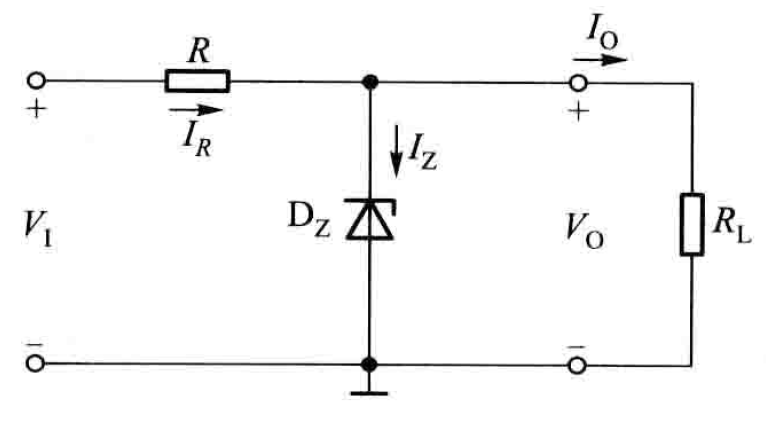 I_O
R
+
I_R
+
I_Z
D_Z
V_I
V_O
R_L
−
−